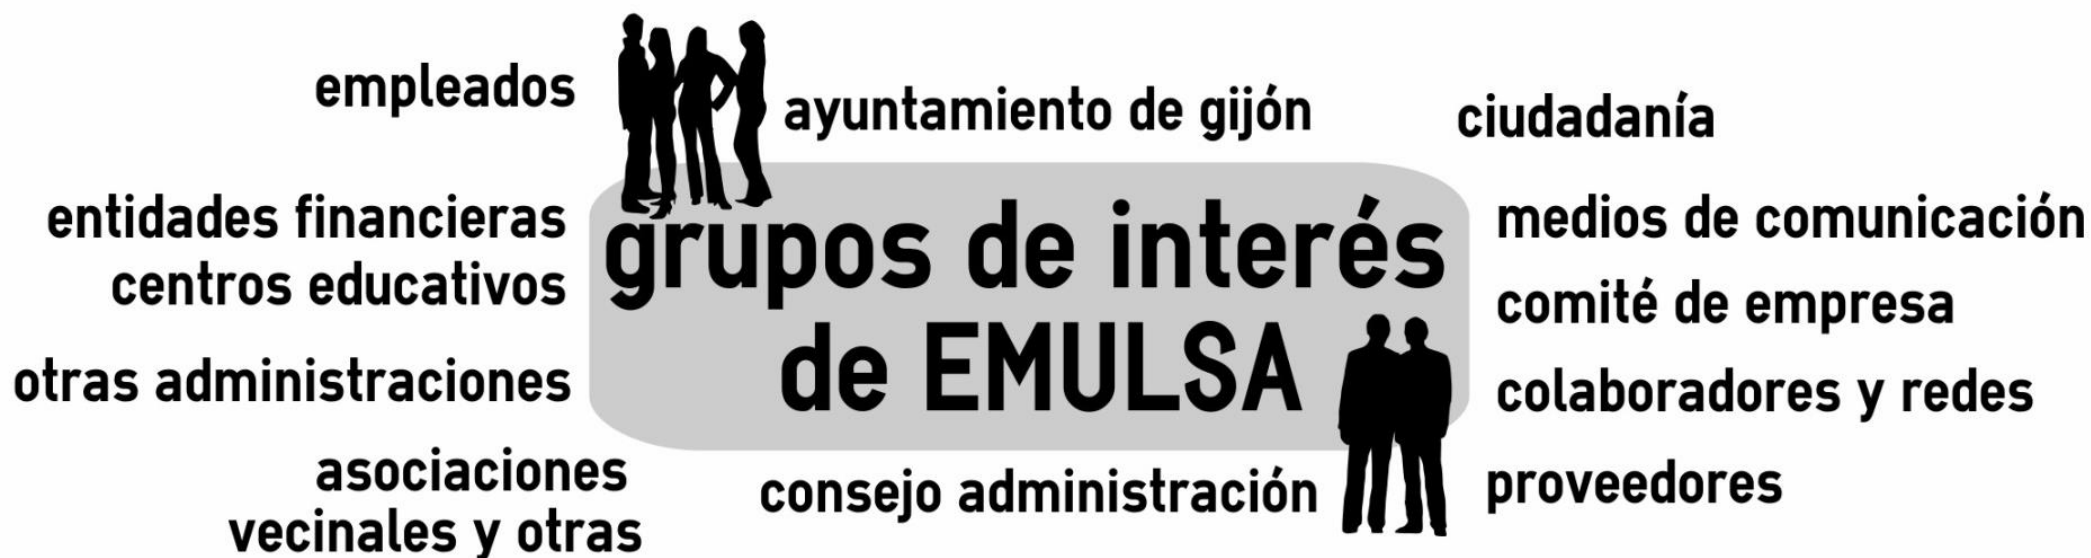 empleados
ayuntamiento de gijón
ciudadanía
entidades financieras
centros educativos
otras administraciones
asociaciones
vecinales y otras
grupos de interés
de EMULSA
consejo administración
medios de comunicación
comité de empresa
colaboradores y redes
proveedores